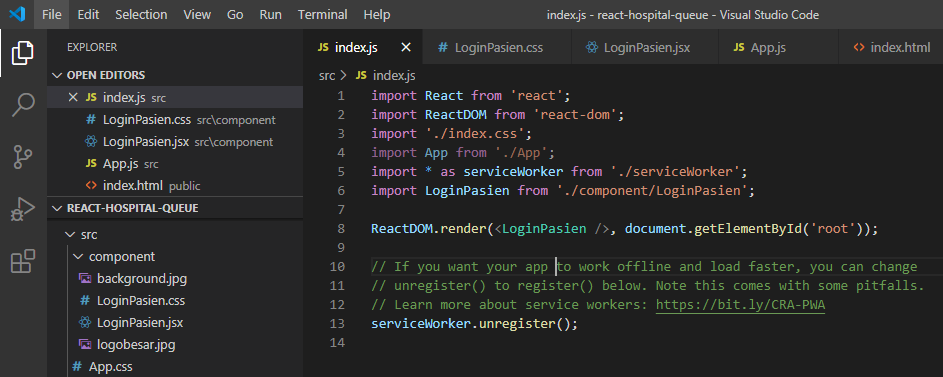 File Edit Selection View Go Run Terminal Help index.js - react-hospital-queue - Visual Studio Code
EXPLORER
OPEN EDITORS
JS index.js src
# LoginPasien.css src\component
LoginPasien.jsx src\component
JS App.js src
<> index.html public
REACT-HOSPITAL-QUEUE
src
component
background.jpg
# LoginPasien.css
LoginPasien.jsx
logobesar.jpg
# App.css
JS index.js # LoginPasien.css LoginPasien.jsx JS App.js <> index.html
src > JS index.js
1 import React from 'react';
2 import ReactDOM from 'react-dom';
3 import './index.css';
4 import App from './App';
5 import * as serviceWorker from './serviceWorker';
6 import LoginPasien from './component/LoginPasien';
7
8 ReactDOM.render(<LoginPasien />, document.getElementById('root'));
9
10 // If you want your app to work offline and load faster, you can change
11 // unregister() to register() below. Note this comes with some pitfalls.
12 // Learn more about service workers: https://bit.ly/CRA-PWA
13 serviceWorker.unregister();
14